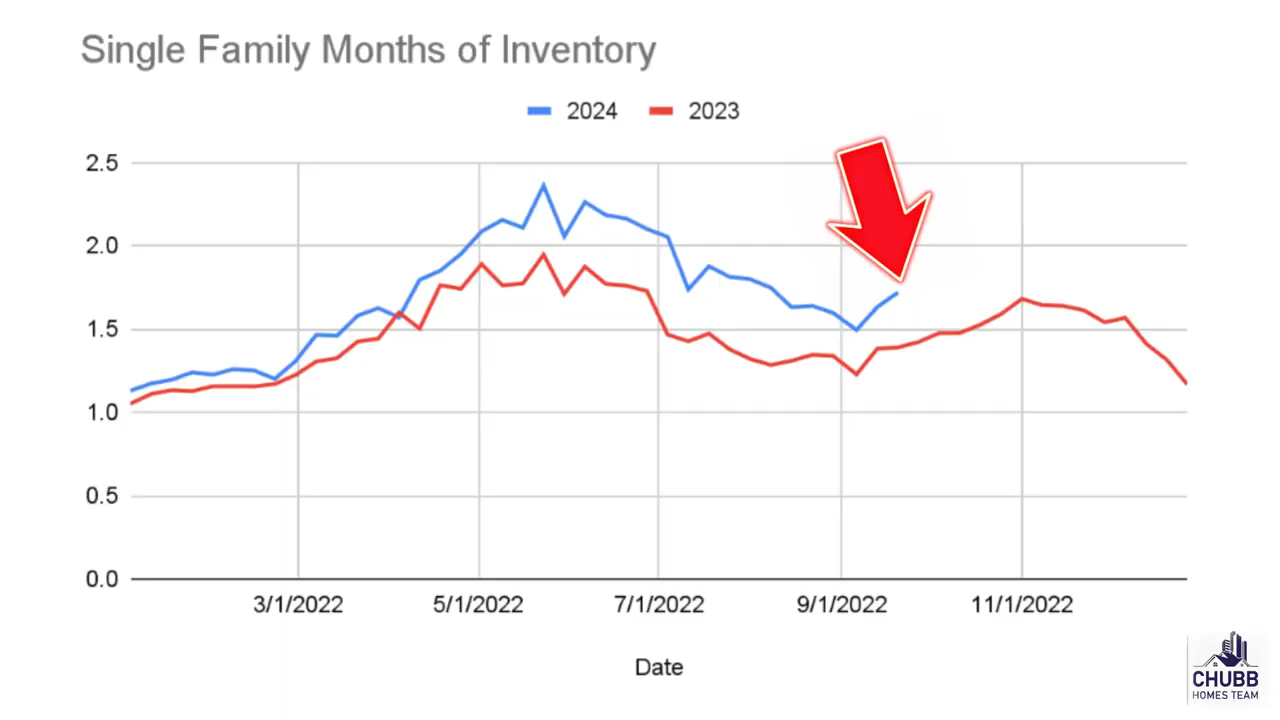 Single Family Months of Inventory
2024 2023
2.5
2.0
1.5
1.0
0.5
0.0
3/1/2022 5/1/2022 7/1/2022 9/1/2022 11/1/2022
Date
CHUBB
HOMES TEAM